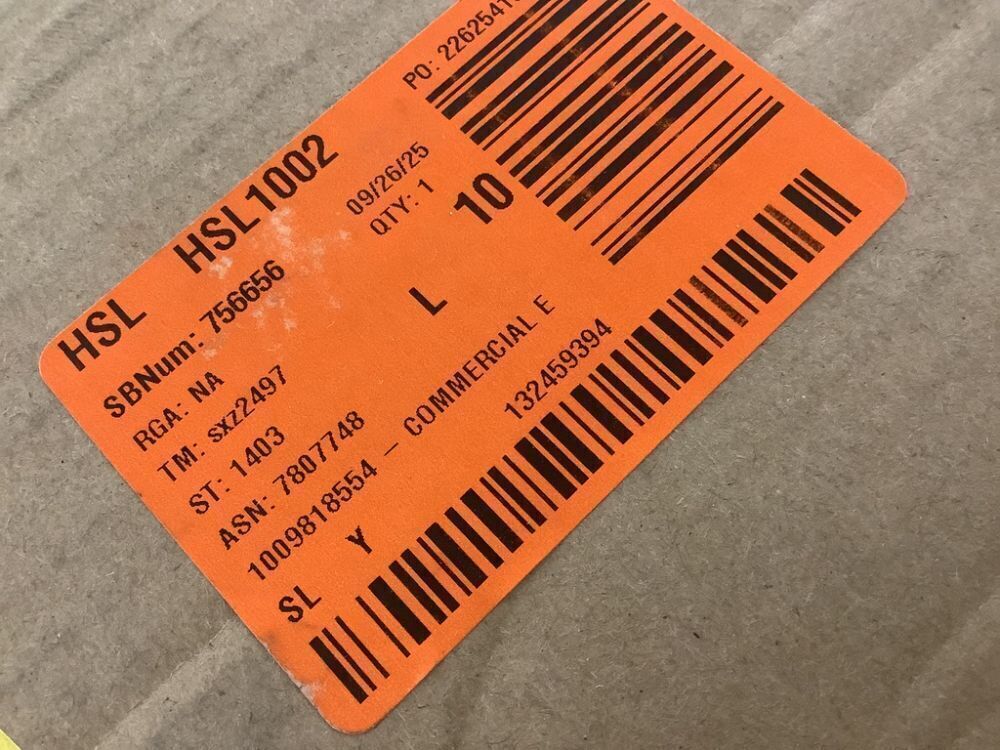 HSL HSL1002
PO:
SBNum: 756656 09/26/25
RGA: NA QTY: 1
TM: sxz2497 10
ST: 1403 L
ASN: 7807748
1009818554 - COMMERCIAL E
SL Y 132459394